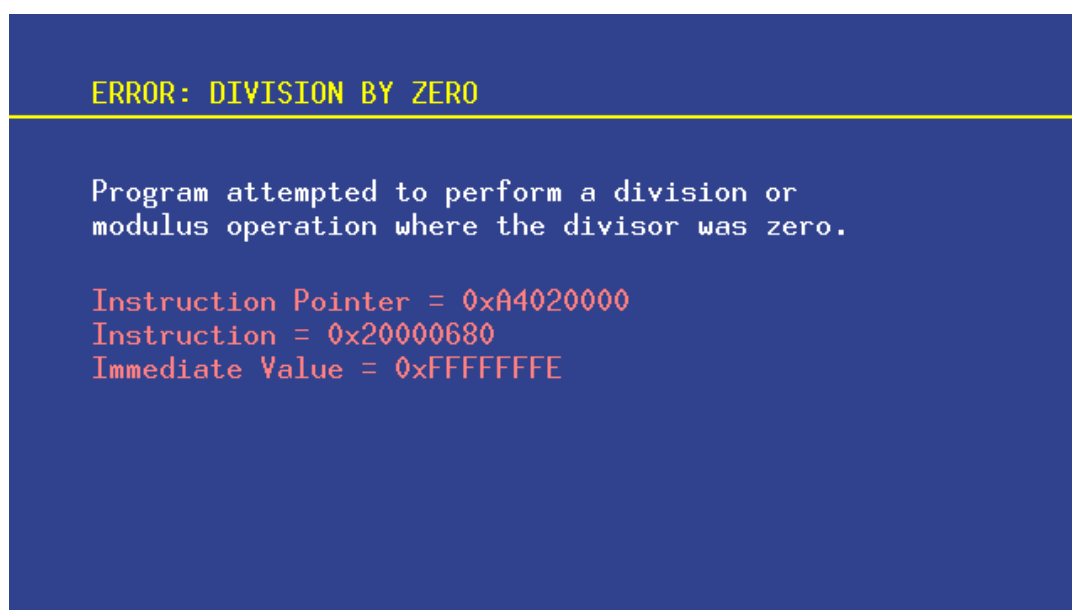 ERROR: DIVISION BY ZERO
Program attempted to perform a division or
modulus operation where the divisor was zero.
Instruction Pointer = 0xA4020000
Instruction = 0x20000680
Immediate Value = 0xFFFFFFFE